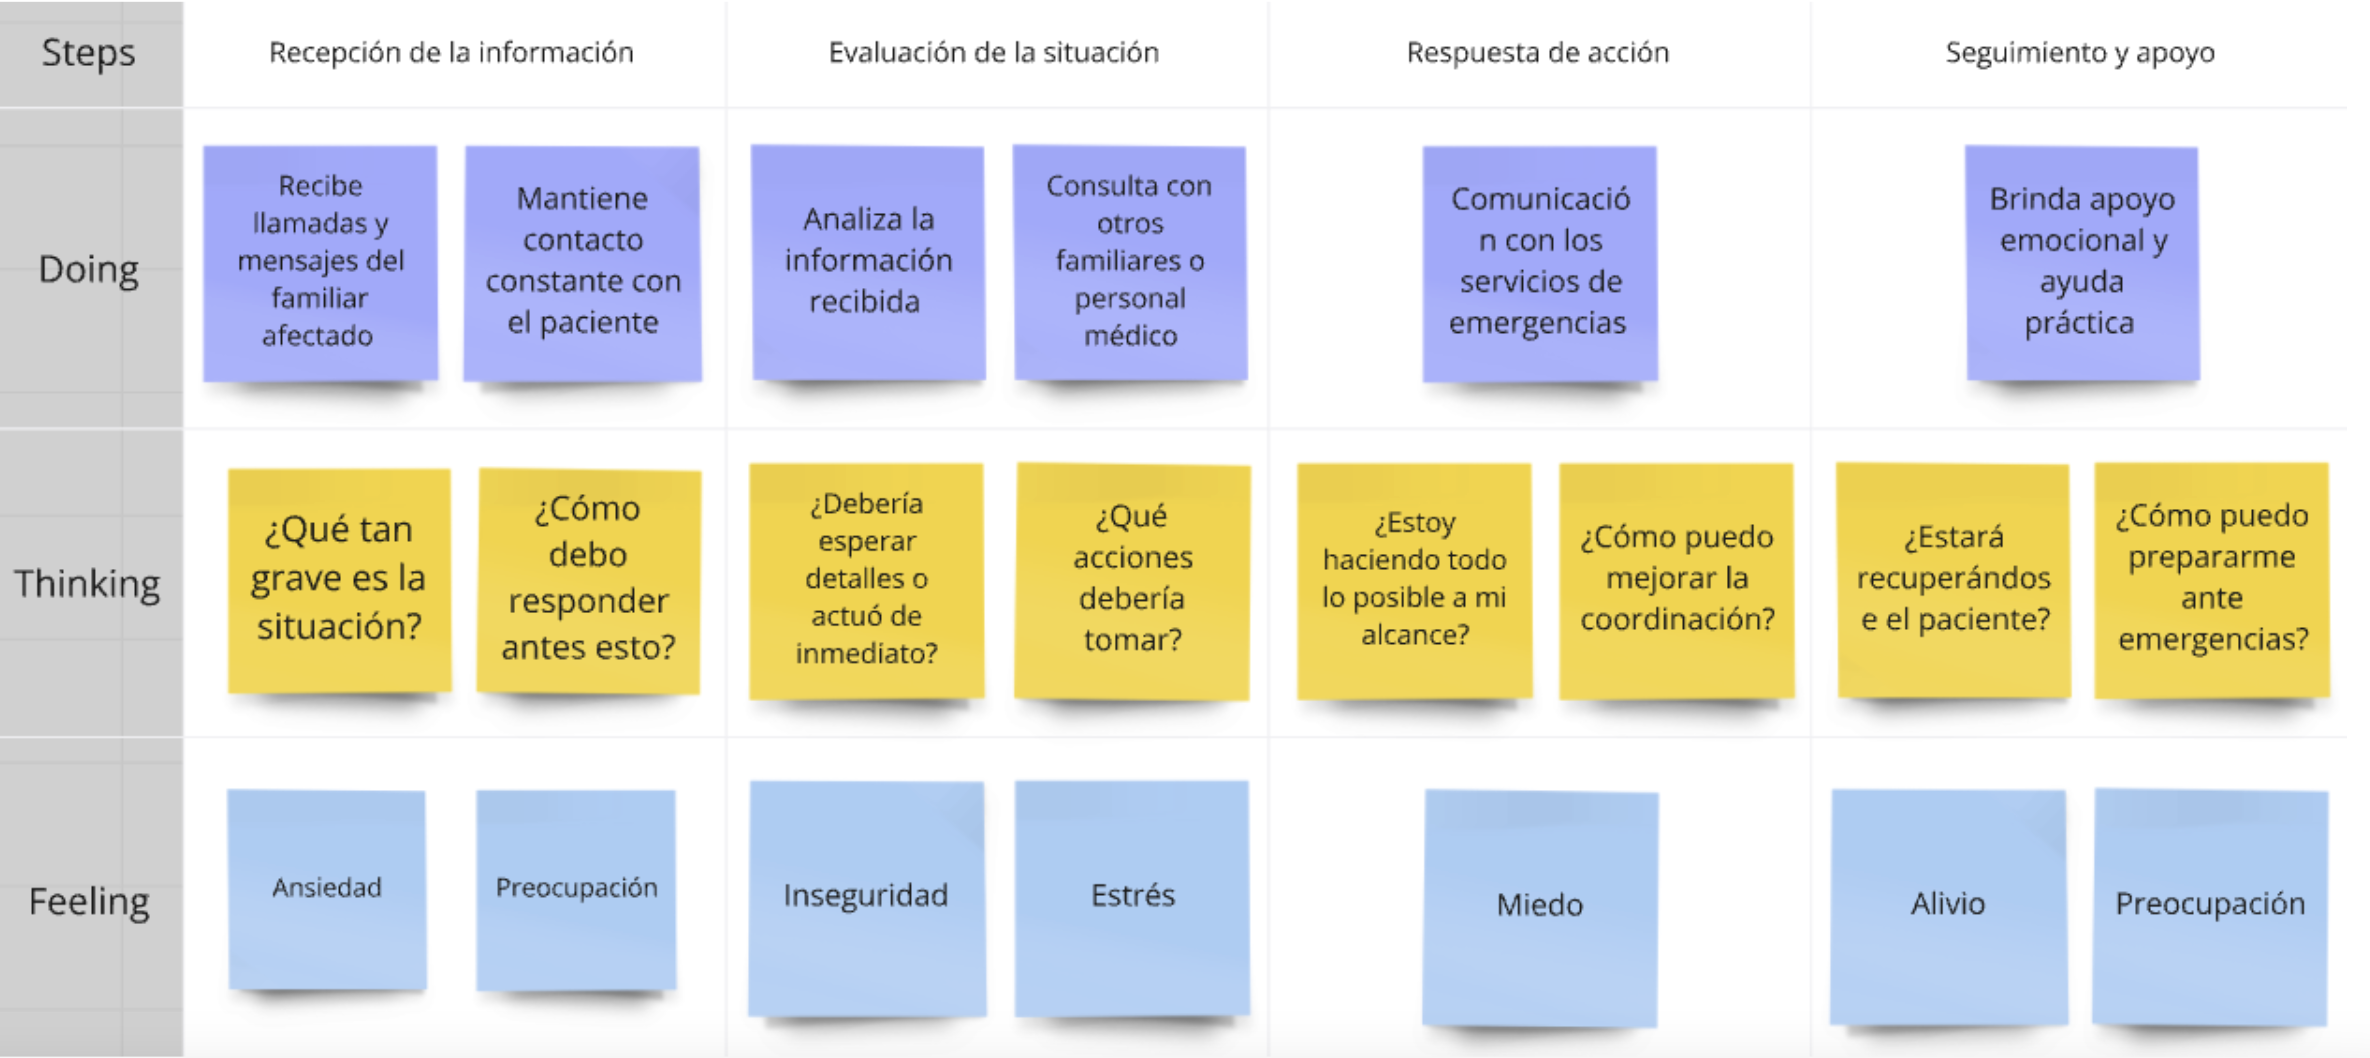 Steps
Recepción de la información
Evaluación de la situación
Respuesta de acción
Seguimiento y apoyo
Doing
Recibe
llamadas y
mensajes del
familiar
afectado
Mantiene
contacto
constante con
el paciente
Analiza la
información
recibida
Consulta con
otros
familiares o
personal
médico
Comunicació
n con los
servicios de
emergencias
Brinda apoyo
emocional y
ayuda
práctica
Thinking
¿Qué tan
grave es la
situación?
¿Cómo
debo
responder
antes esto?
¿Debería
esperar
detalles o
actuó de
inmediato?
¿Qué
acciones
debería
tomar?
¿Estoy
haciendo todo
lo posible a mi
alcance?
¿Cómo puedo
mejorar la
coordinación?
¿Estará
recuperándos
e el paciente?
¿Cómo puedo
prepararme
ante
emergencias?
Feeling
Ansiedad
Preocupación
Inseguridad
Estrés
Miedo
Alivio
Preocupación